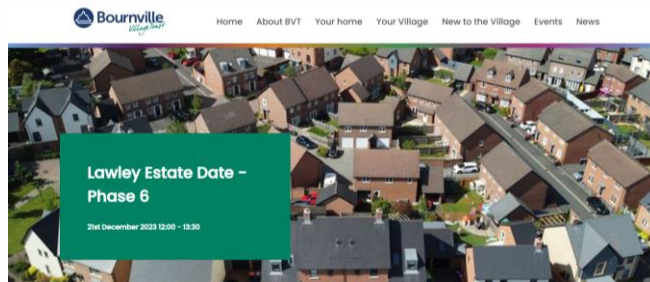 Bournville
Village Trust
Home About BVT Your home Your Village New to the Village Events News
Lawley Estate Date –
Phase 6
21st December 2023 12:00 - 13:30